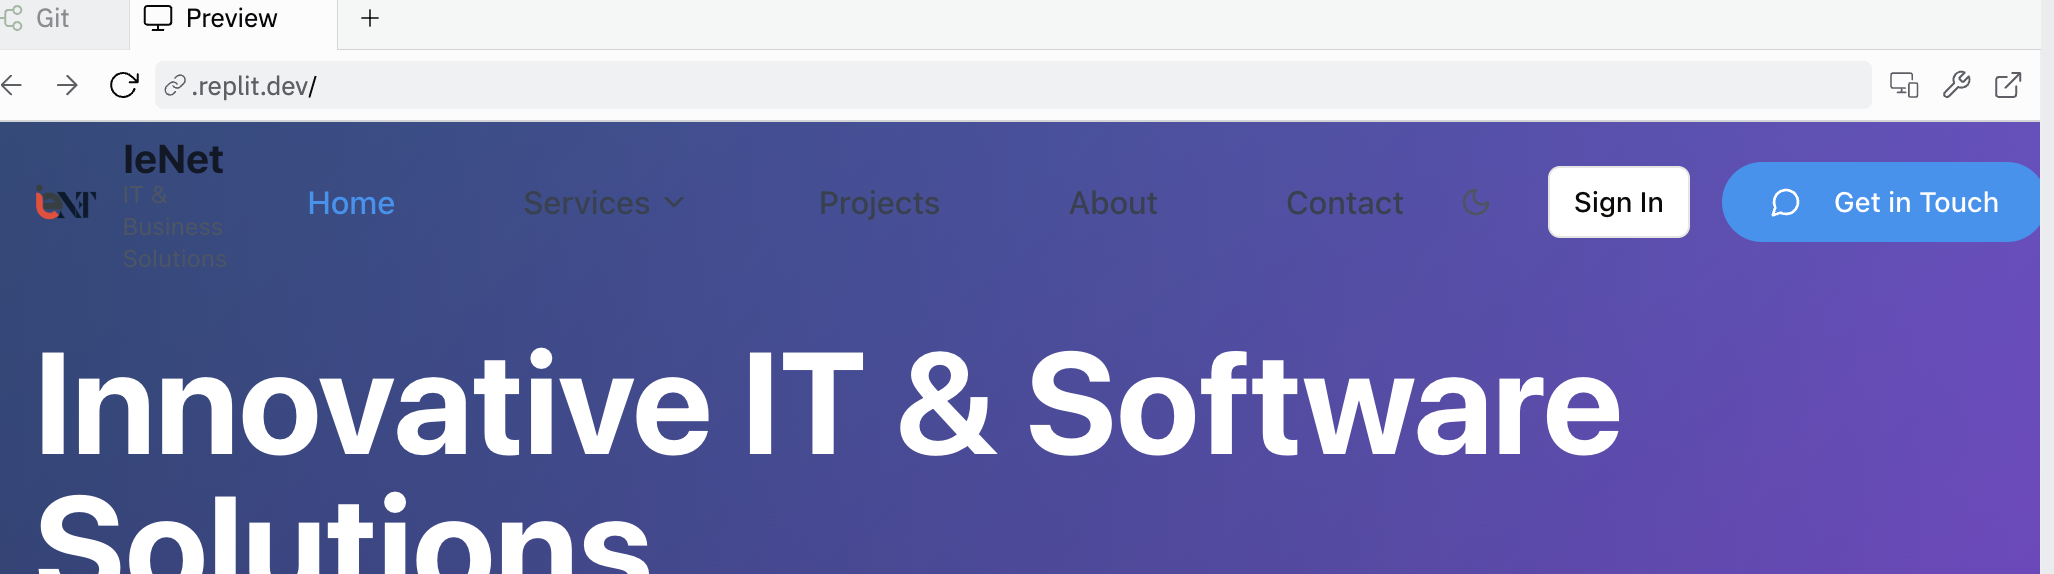 Git
Preview
.replit.dev/
IeNet
IT &
Business
Solutions
Home
Services
Projects
About
Contact
Sign In
Get in Touch
Innovative IT & Software
Solutions